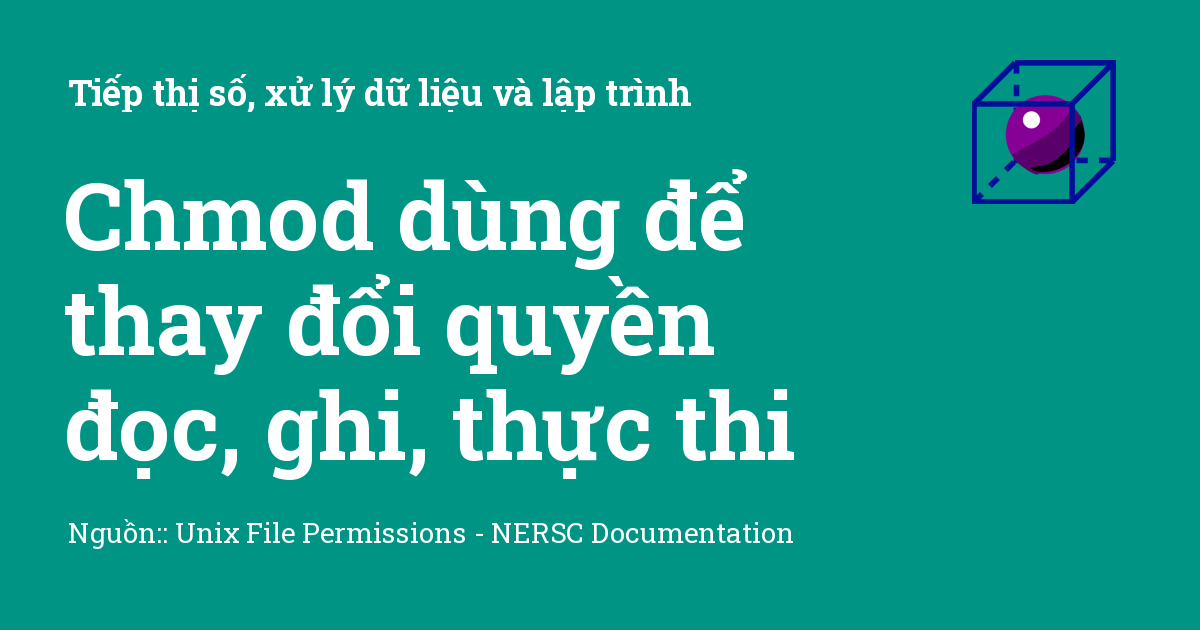 Tiếp thị số, xử lý dữ liệu và lập trình
Chmod dùng để
thay đổi quyền
đọc, ghi, thực thi
Nguồn:: Unix File Permissions - NERSC Documentation